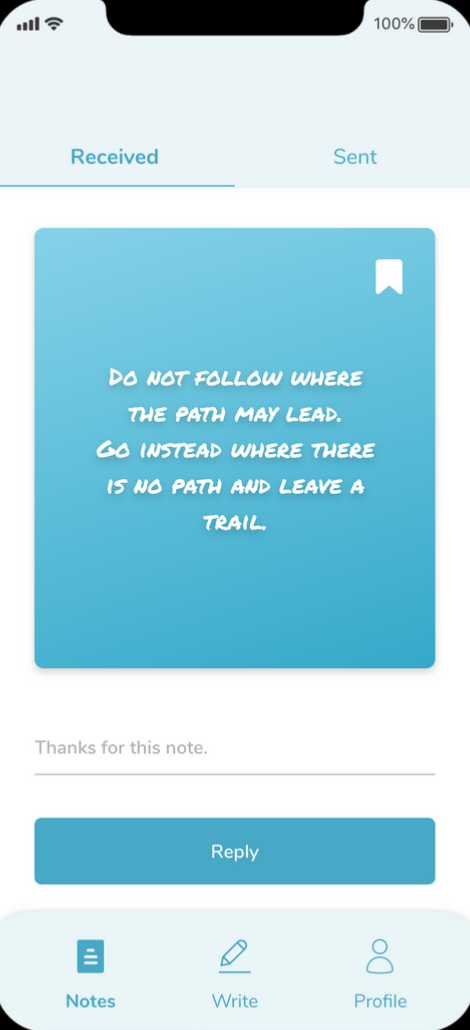 100%
Received
Sent
Do not follow where
the path may lead.
Go instead where there
is no path and leave a
trail.
Thanks for this note.
Reply
Notes
Write
Profile